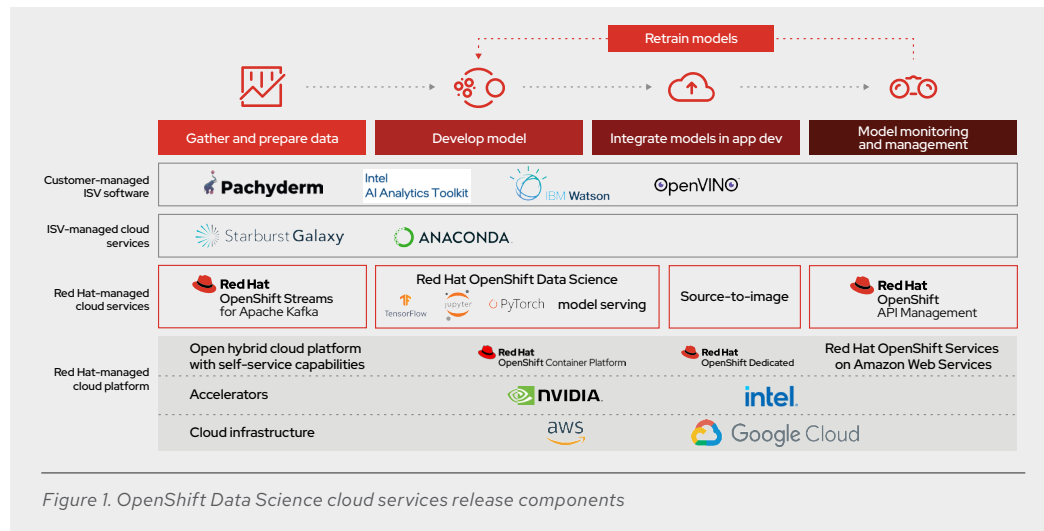 Retrain models
Gather and prepare data
Develop model
Integrate models in app dev
Model monitoring
and management
Customer-managed
ISV software
Pachyderm
Intel
AI Analytics Toolkit
IBM Watson
OpenVINO
ISV-managed cloud
services
Starburst Galaxy
ANACONDA.
Red Hat-managed
cloud services
Red Hat
OpenShift Streams
for Apache Kafka
Red Hat OpenShift Data Science
TensorFlow
jupyter
PyTorch
model serving
Source-to-image
Red Hat
OpenShift
API Management
Red Hat-managed
cloud platform
Open hybrid cloud platform
with self-service capabilities
Red Hat
OpenShift Container Platform
Red Hat
OpenShift Dedicated
Red Hat OpenShift Services
on Amazon Web Services
Accelerators
NVIDIA.
intel.
Cloud infrastructure
aws
Google Cloud
Figure 1. OpenShift Data Science cloud services release components